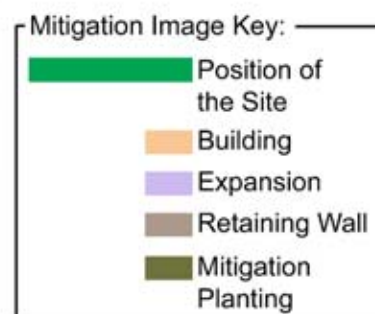 Mitigation Image Key:
Position of
the Site
Building
Expansion
Retaining Wall
Mitigation
Planting